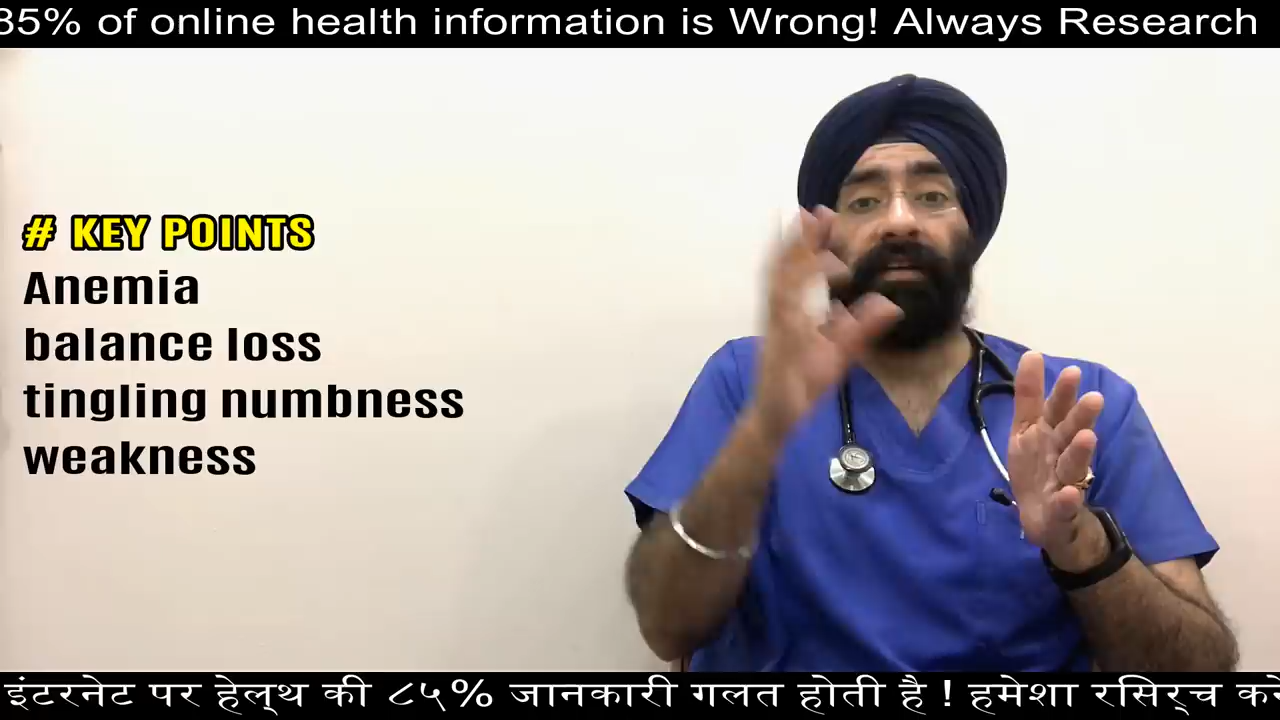 85% of online health information is Wrong! Always Research
# KEY POINTS
Anemia
balance loss
tingling numbness
weakness
इंटरनेट पर हेल्‌थ की ८५% जानकारी गलत होती है ! हमेशा रसिर्‌च करे